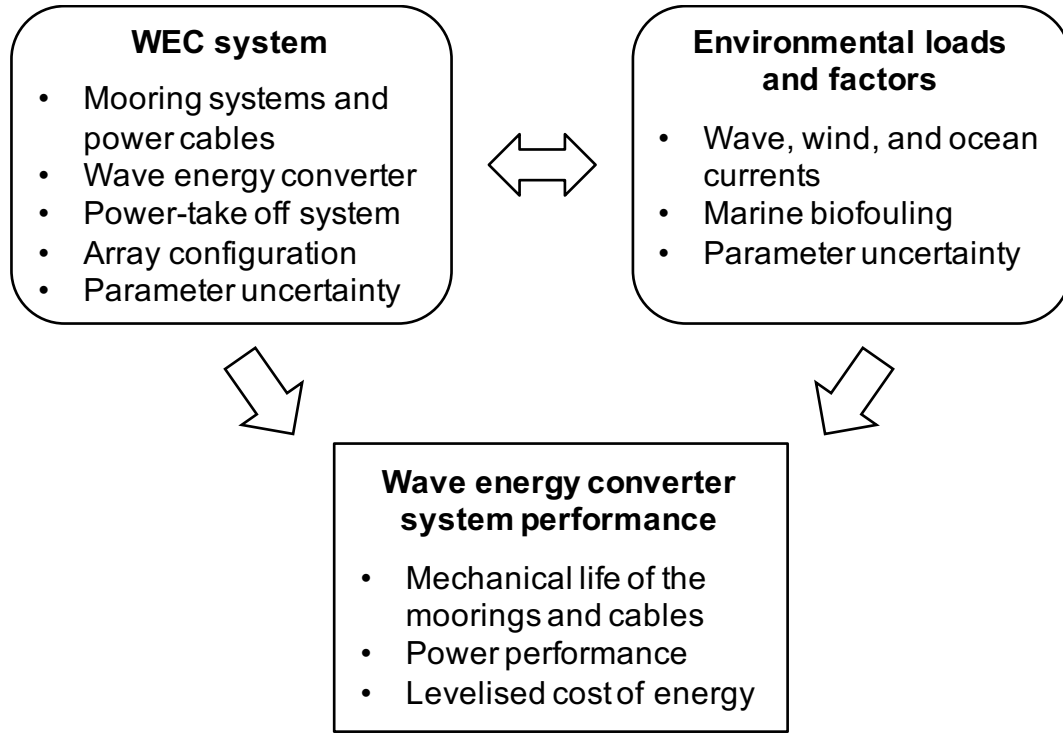 WEC system
• Mooring systems and
power cables
• Wave energy converter
• Power-take off system
• Array configuration
• Parameter uncertainty
Environmental loads
and factors
• Wave, wind, and ocean
currents
• Marine biofouling
• Parameter uncertainty
Wave energy converter
system performance
• Mechanical life of the
moorings and cables
• Power performance
• Levelised cost of energy